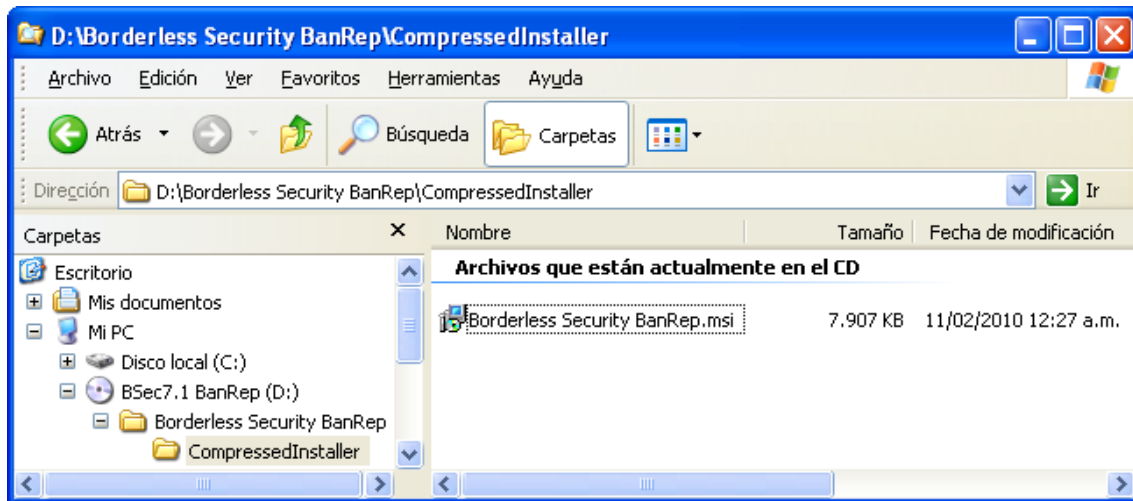 D:\Borderless Security BanRep\CompressedInstaller
Archivo Edición Ver Favoritos Herramientas Ayuda
Atrás Búsqueda Carpetas
Dirección D:\Borderless Security BanRep\CompressedInstaller Ir
Carpetas
Escritorio
Mis documentos
Mi PC
Disco local (C:)
BSec7.1 BanRep (D:)
Borderless Security BanRep
CompressedInstaller
Nombre Tamaño Fecha de modificación
Archivos que están actualmente en el CD
Borderless Security BanRep.msi 7.907 KB 11/02/2010 12:27 a.m.